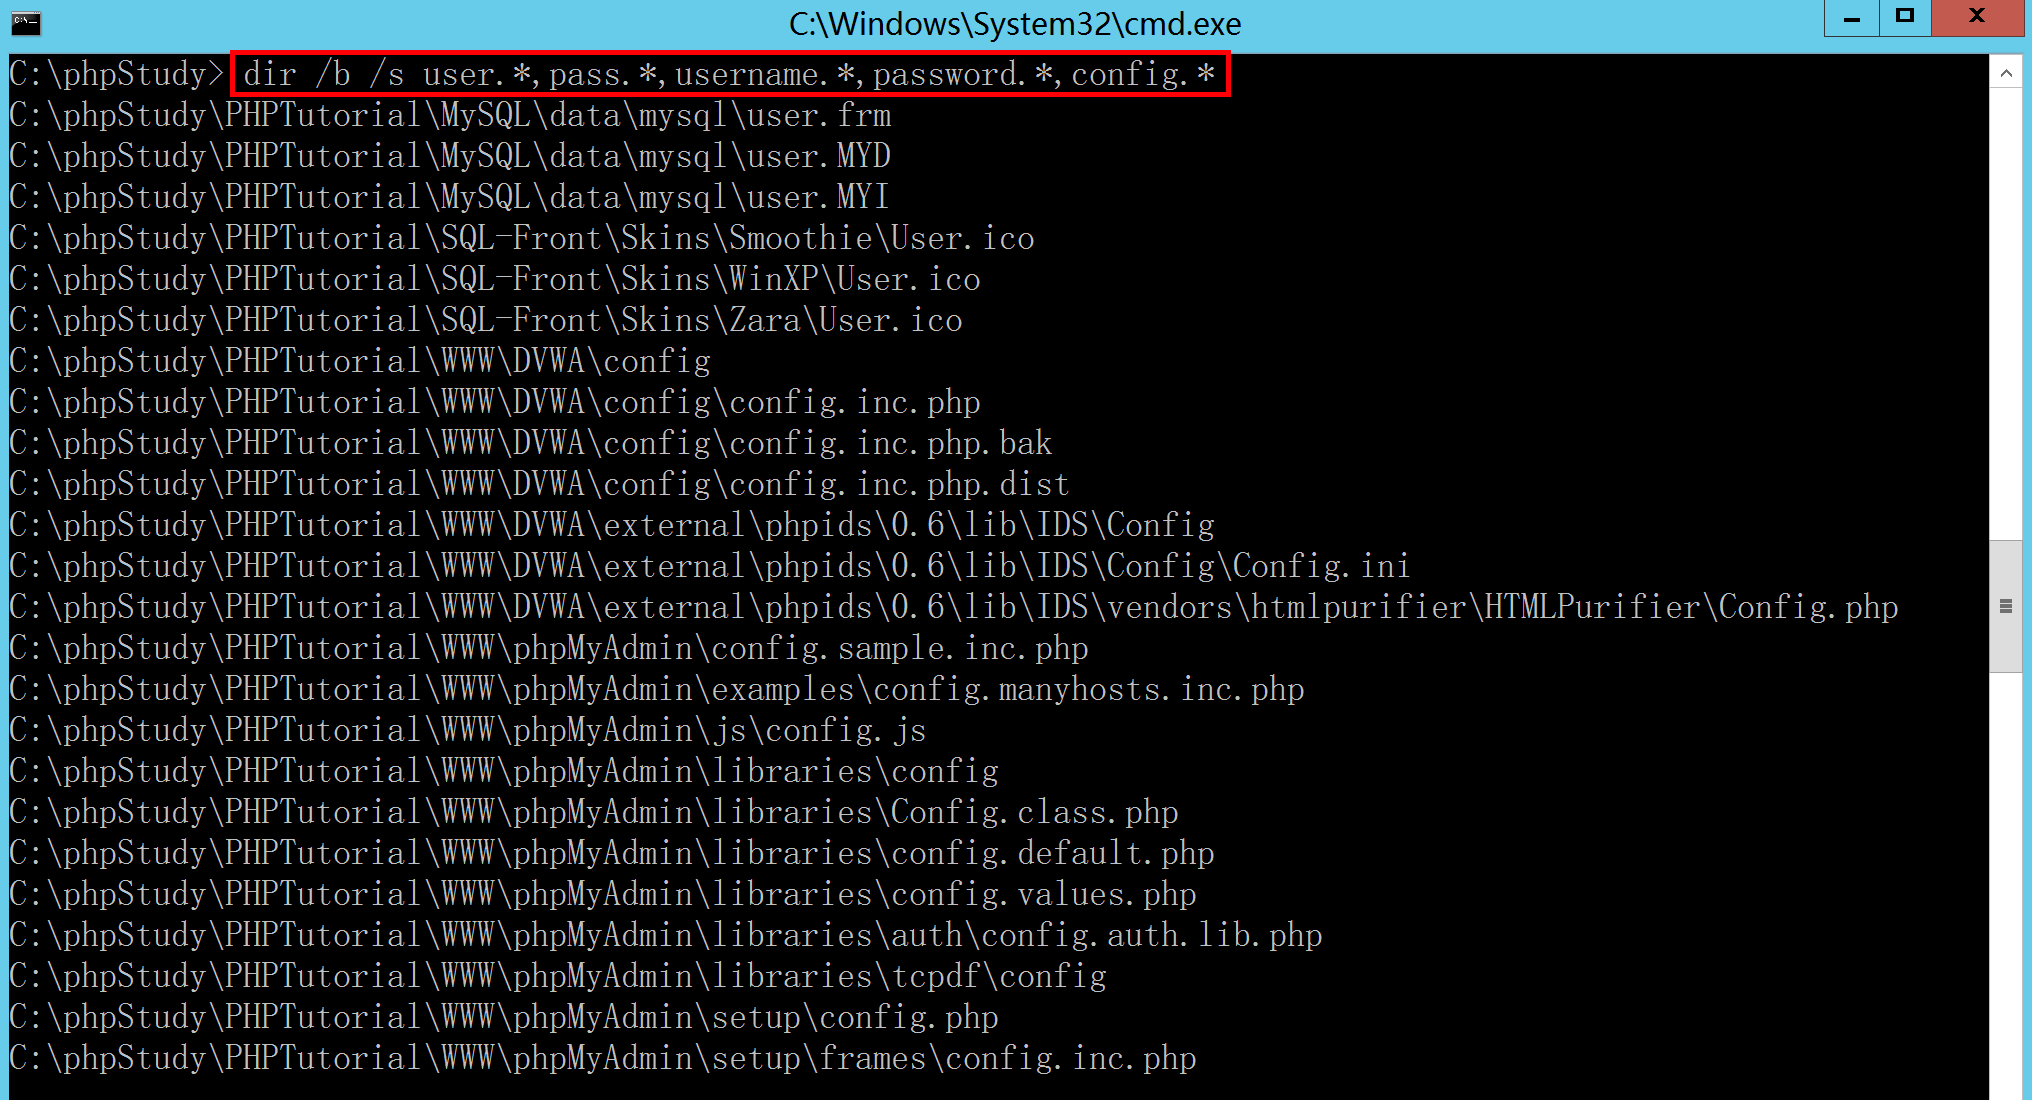 C:\Windows\System32\cmd.exe
C:\phpStudy> dir /b /s user.*,pass.*,username.*,password.*,config.*
C:\phpStudy\PHPTutorial\MySQL\data\mysql\user.frm
C:\phpStudy\PHPTutorial\MySQL\data\mysql\user.MYD
C:\phpStudy\PHPTutorial\MySQL\data\mysql\user.MYI
C:\phpStudy\PHPTutorial\SQL-Front\Skins\Smoothie\User.ico
C:\phpStudy\PHPTutorial\SQL-Front\Skins\WinXP\User.ico
C:\phpStudy\PHPTutorial\SQL-Front\Skins\Zara\User.ico
C:\phpStudy\PHPTutorial\WWW\DVWA\config
C:\phpStudy\PHPTutorial\WWW\DVWA\config\config.inc.php
C:\phpStudy\PHPTutorial\WWW\DVWA\config\config.inc.php.bak
C:\phpStudy\PHPTutorial\WWW\DVWA\config\config.inc.php.dist
C:\phpStudy\PHPTutorial\WWW\DVWA\external\phpids\0.6\lib\IDS\Config
C:\phpStudy\PHPTutorial\WWW\DVWA\external\phpids\0.6\lib\IDS\Config\Config.ini
C:\phpStudy\PHPTutorial\WWW\DVWA\external\phpids\0.6\lib\IDS\vendors\htmlpurifier\HTMLPurifier\Config.php
C:\phpStudy\PHPTutorial\WWW\phpMyAdmin\config.sample.inc.php
C:\phpStudy\PHPTutorial\WWW\phpMyAdmin\examples\config.manyhosts.inc.php
C:\phpStudy\PHPTutorial\WWW\phpMyAdmin\js\config.js
C:\phpStudy\PHPTutorial\WWW\phpMyAdmin\libraries\config
C:\phpStudy\PHPTutorial\WWW\phpMyAdmin\libraries\Config.class.php
C:\phpStudy\PHPTutorial\WWW\phpMyAdmin\libraries\config.default.php
C:\phpStudy\PHPTutorial\WWW\phpMyAdmin\libraries\config.values.php
C:\phpStudy\PHPTutorial\WWW\phpMyAdmin\libraries\auth\config.auth.lib.php
C:\phpStudy\PHPTutorial\WWW\phpMyAdmin\libraries\tcpdf\config
C:\phpStudy\PHPTutorial\WWW\phpMyAdmin\setup\config.php
C:\phpStudy\PHPTutorial\WWW\phpMyAdmin\setup\frames\config.inc.php